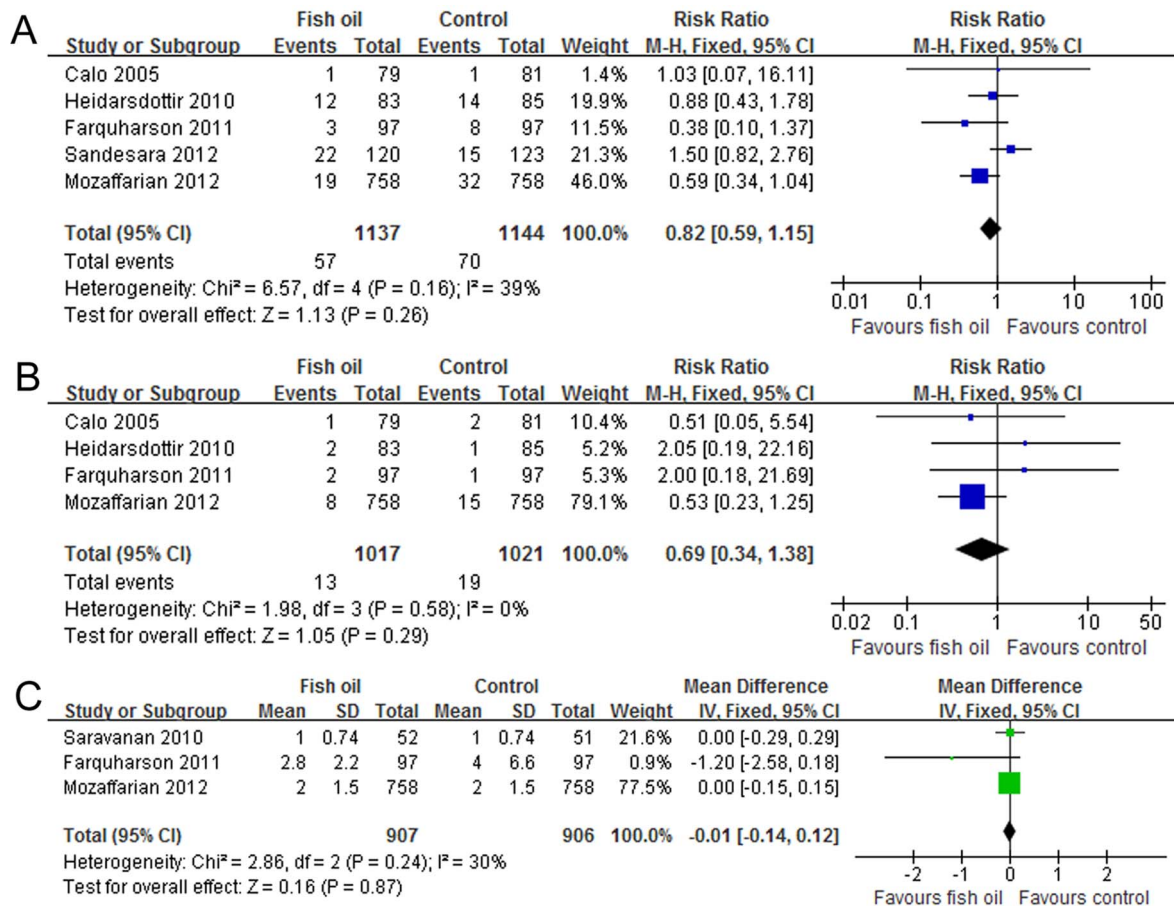 A
Fish oil Control Risk Ratio Risk Ratio
Study or Subgroup Events Total Events Total Weight M-H, Fixed, 95% CI M-H, Fixed, 95% CI
Calo 2005 1 79 1 81 1.4% 1.03 [0.07, 16.11]
Heidarsdottir 2010 12 83 14 85 19.9% 0.88 [0.43, 1.78]
Farquharson 2011 3 97 8 97 11.5% 0.38 [0.10, 1.37]
Sandesara 2012 22 120 15 123 21.3% 1.50 [0.82, 2.76]
Mozaffarian 2012 19 758 32 758 46.0% 0.59 [0.34, 1.04]
Total (95% CI) 1137 1144 100.0% 0.82 [0.59, 1.15]
Total events 57 70
Heterogeneity: Chi² = 6.57, df = 4 (P = 0.16); I² = 39%
Test for overall effect: Z = 1.13 (P = 0.26)
0.01 0.1 1 10 100
Favours fish oil Favours control
B
Fish oil Control Risk Ratio Risk Ratio
Study or Subgroup Events Total Events Total Weight M-H, Fixed, 95% CI M-H, Fixed, 95% CI
Calo 2005 1 79 2 81 10.4% 0.51 [0.05, 5.54]
Heidarsdottir 2010 2 83 1 85 5.2% 2.05 [0.19, 22.16]
Farquharson 2011 2 97 1 97 5.3% 2.00 [0.18, 21.69]
Mozaffarian 2012 8 758 15 758 79.1% 0.53 [0.23, 1.25]
Total (95% CI) 1017 1021 100.0% 0.69 [0.34, 1.38]
Total events 13 19
Heterogeneity: Chi² = 1.98, df = 3 (P = 0.58); I² = 0%
Test for overall effect: Z = 1.05 (P = 0.29)
0.02 0.1 1 10 50
Favours fish oil Favours control
C
Fish oil Control Mean Difference Mean Difference
Study or Subgroup Mean SD Total Mean SD Total Weight IV, Fixed, 95% CI IV, Fixed, 95% CI
Saravanan 2010 1 0.74 52 1 0.74 51 21.6% 0.00 [-0.29, 0.29]
Farquharson 2011 2.8 2.2 97 4 6.6 97 0.9% -1.20 [-2.58, 0.18]
Mozaffarian 2012 2 1.5 758 2 1.5 758 77.5% 0.00 [-0.15, 0.15]
Total (95% CI) 907 906 100.0% -0.01 [-0.14, 0.12]
Heterogeneity: Chi² = 2.86, df = 2 (P = 0.24); I² = 30%
Test for overall effect: Z = 0.16 (P = 0.87)
-2 -1 0 1 2
Favours fish oil Favours control